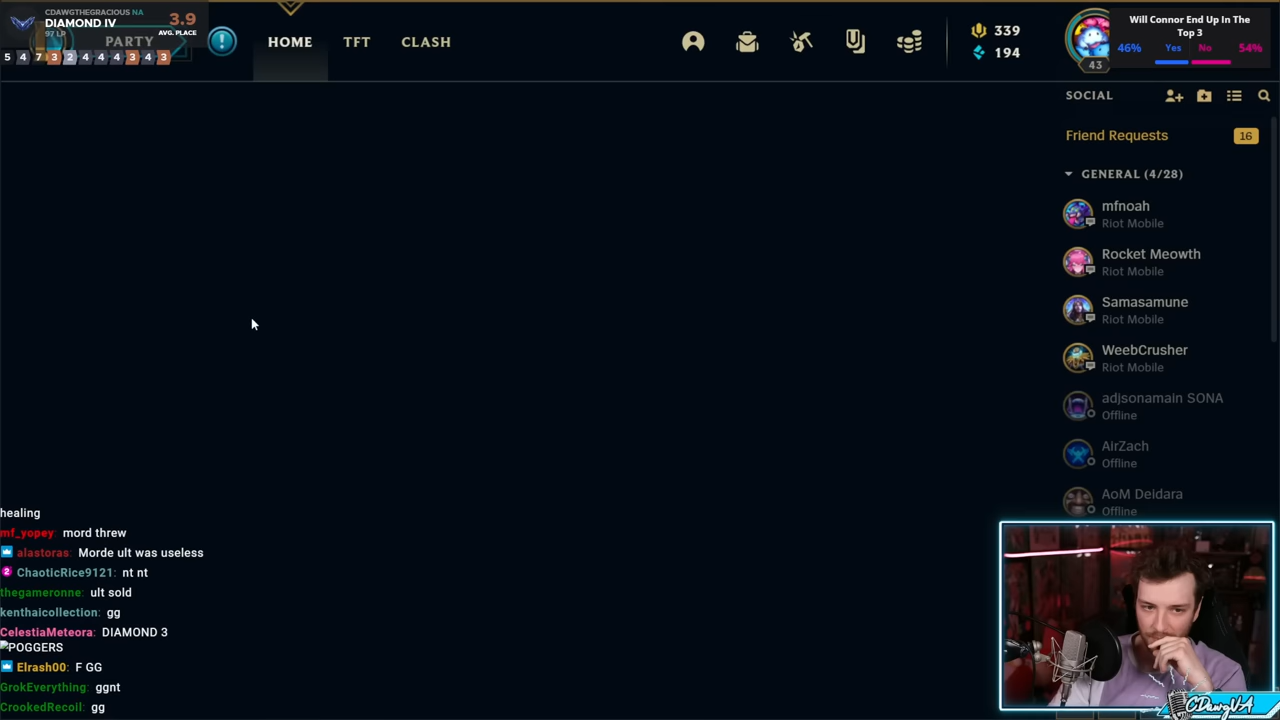 CDAWGTHEGRACIOUS NA
DIAMOND IV
97 LP
3.9
AVG. PLACE
5 4 7 3 2 4 4 4 3 4 3
PARTY
HOME
TFT
CLASH
339
194
43
Will Connor End Up In The
Top 3
46% Yes No 54%
SOCIAL
Friend Requests 16
GENERAL (4/28)
mfnoah
Riot Mobile
Rocket Meowth
Riot Mobile
Samasamune
Riot Mobile
WeebCrusher
Riot Mobile
adjsonamain SONA
Offline
AirZach
Offline
AoM Deidara
Offline
healing
mf_yopey: mord threw
alastoras: Morde ult was useless
2 ChaoticRice9121: nt nt
thegameronne: ult sold
kenthaicollection: gg
CelestiaMeteora: DIAMOND 3
POGGERS
Elrash00: F GG
GrokEverything: ggnt
CrookedRecoil: gg
CDawgVA